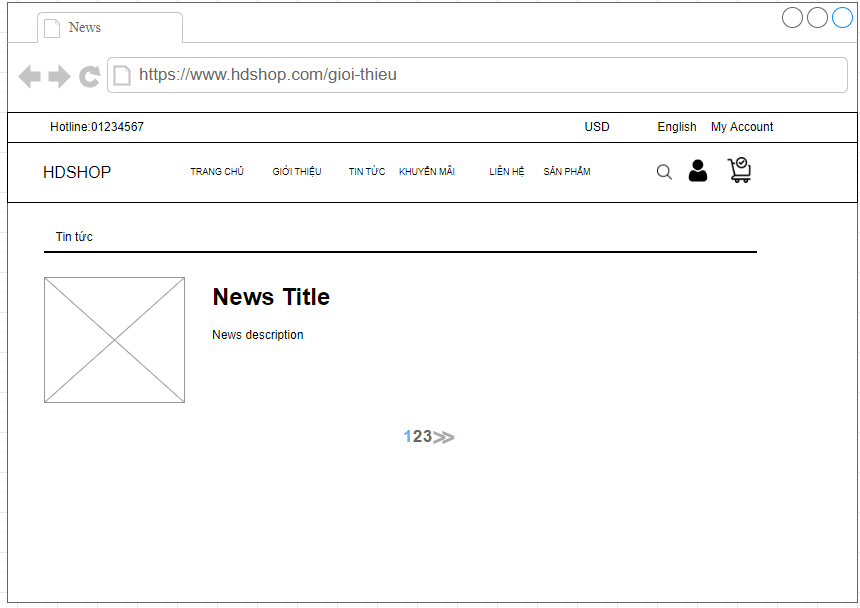 News
https://www.hdshop.com/gioi-thieu
Hotline:01234567 USD English My Account
HDSHOP TRANG CHỦ GIỚI THIỆU TIN TỨC KHUYẾN MÃI LIÊN HỆ SẢN PHẨM
Tin tức
News Title
News description
123>>